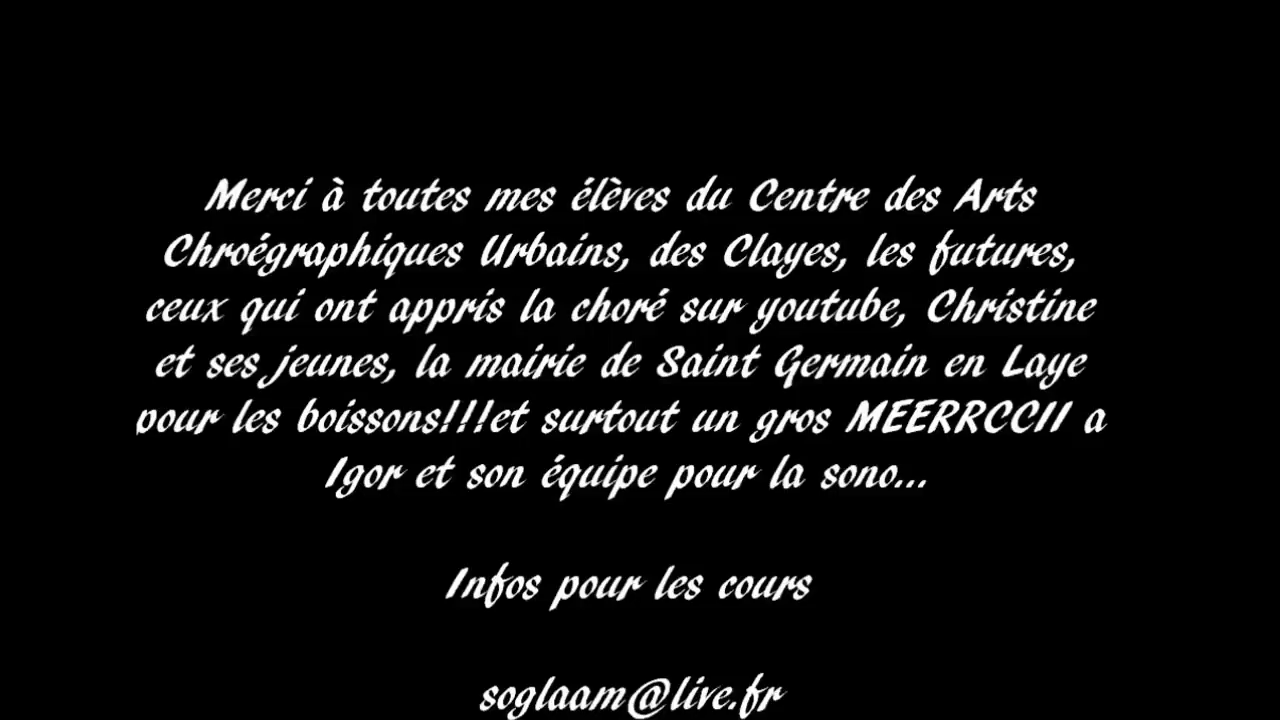 Merci à toutes mes élèves du Centre des Arts
Chroégraphiques Urbains, des Clayes, les futures,
ceux qui ont appris la choré sur youtube, Christine
et ses jeunes, la mairie de Saint Germain en Laye
pour les boissons!!!et surtout un gros MEERRCCII a
Igor et son équipe pour la sono...
Infos pour les cours
soglaam@live.fr